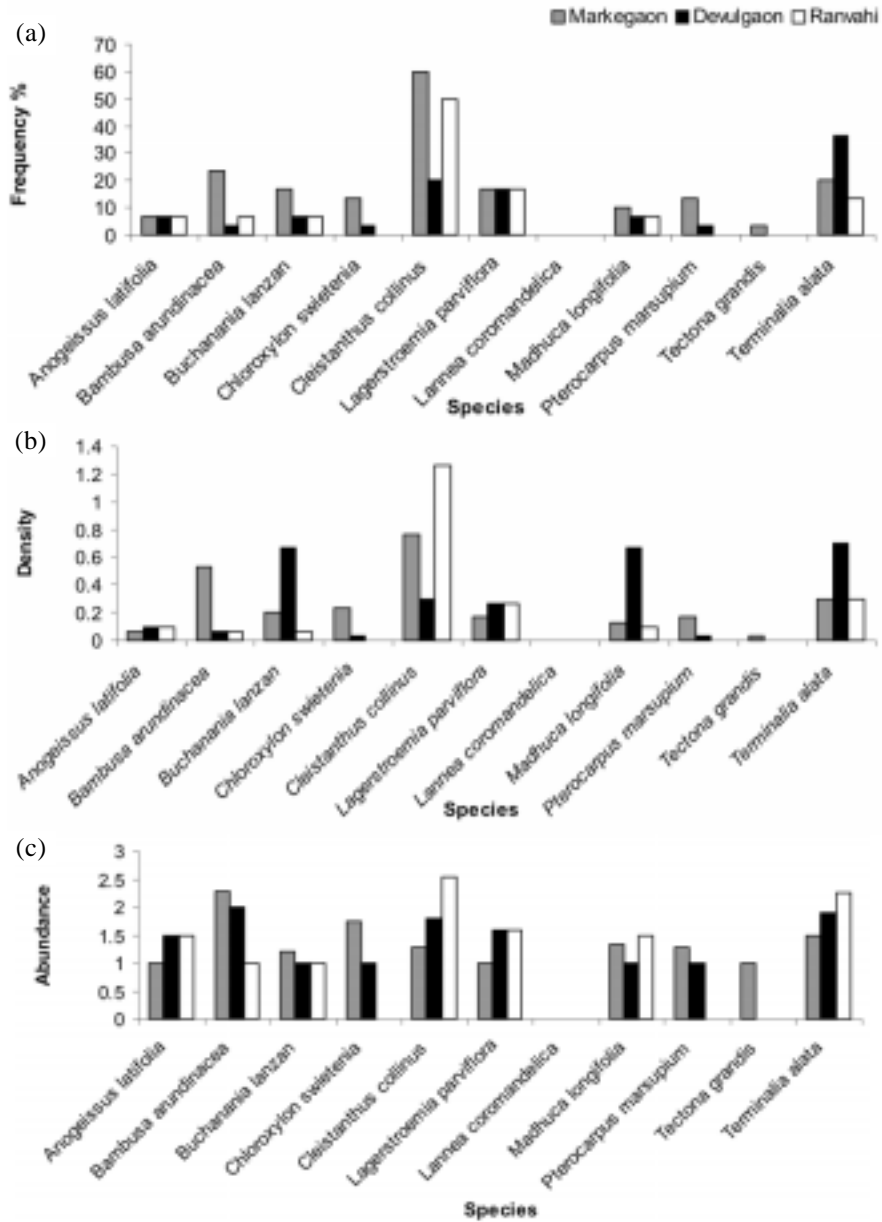 Markegaon Devulgaon Ranvahi
(a)
Frequency %
70
60
50
40
30
20
10
0
Anogeissus latifolia
Bambusa arundinacea
Buchanania lanzan
Chloroxylon swietenia
Cleistanthus collinus
Lagerstroemia parviflora
Lannea coromandelica
Madhuca longifolia
Pterocarpus marsupium
Tectona grandis
Terminalia alata
Species
(b)
Density
1.4
1.2
1
0.8
0.6
0.4
0.2
0
Anogeissus latifolia
Bambusa arundinacea
Buchanania lanzan
Chloroxylon swietenia
Cleistanthus collinus
Lagerstroemia parviflora
Lannea coromandelica
Madhuca longifolia
Pterocarpus marsupium
Tectona grandis
Terminalia alata
Species
(c)
Abundance
3
2.5
2
1.5
1
0.5
0
Anogeissus latifolia
Bambusa arundinacea
Buchanania lanzan
Chloroxylon swietenia
Cleistanthus collinus
Lagerstroemia parviflora
Lannea coromandelica
Madhuca longifolia
Pterocarpus marsupium
Tectona grandis
Terminalia alata
Species